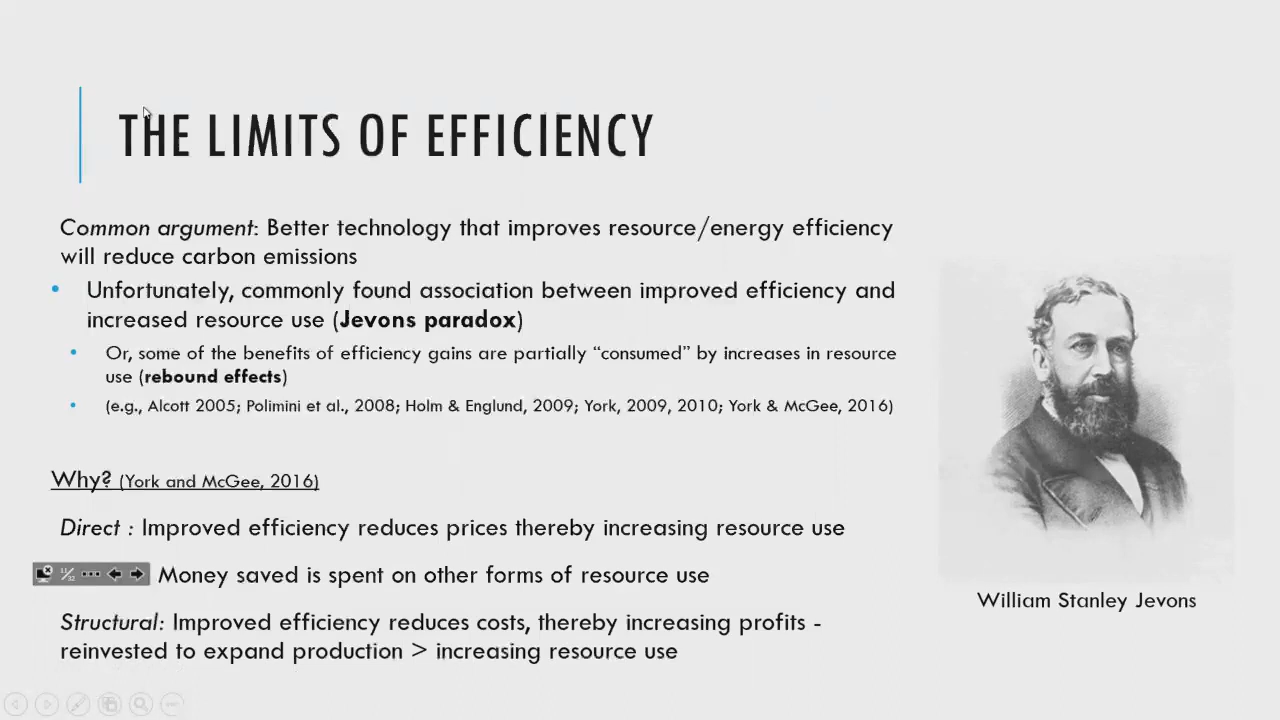 THE LIMITS OF EFFICIENCY
Common argument: Better technology that improves resource/energy efficiency
will reduce carbon emissions
• Unfortunately, commonly found association between improved efficiency and
increased resource use (Jevons paradox)
• Or, some of the benefits of efficiency gains are partially “consumed” by increases in resource
use (rebound effects)
• (e.g., Alcott 2005; Polimini et al., 2008; Holm & Englund, 2009; York, 2009, 2010; York & McGee, 2016)
Why? (York and McGee, 2016)
Direct : Improved efficiency reduces prices thereby increasing resource use
Money saved is spent on other forms of resource use
Structural: Improved efficiency reduces costs, thereby increasing profits -
reinvested to expand production > increasing resource use
William Stanley Jevons